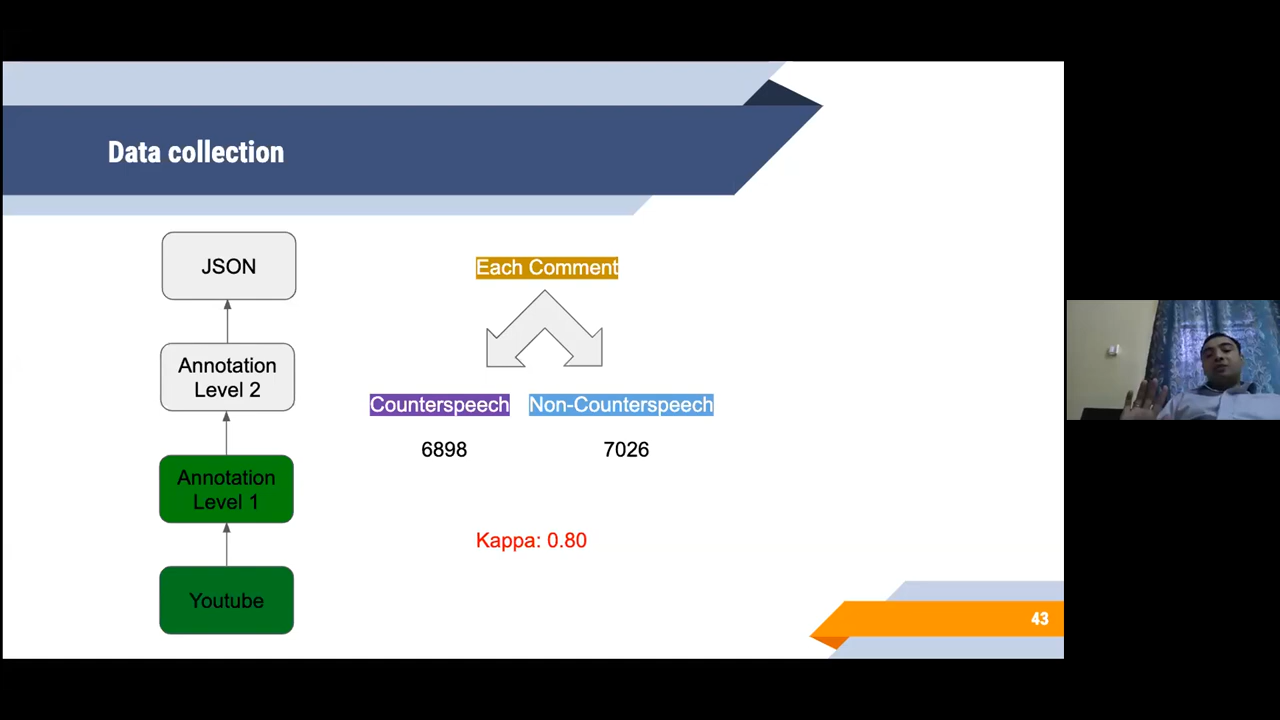 Data collection
JSON
Annotation
Level 2
Annotation
Level 1
Youtube
Each Comment
Counterspeech
Non-Counterspeech
6898
7026
Kappa: 0.80
43